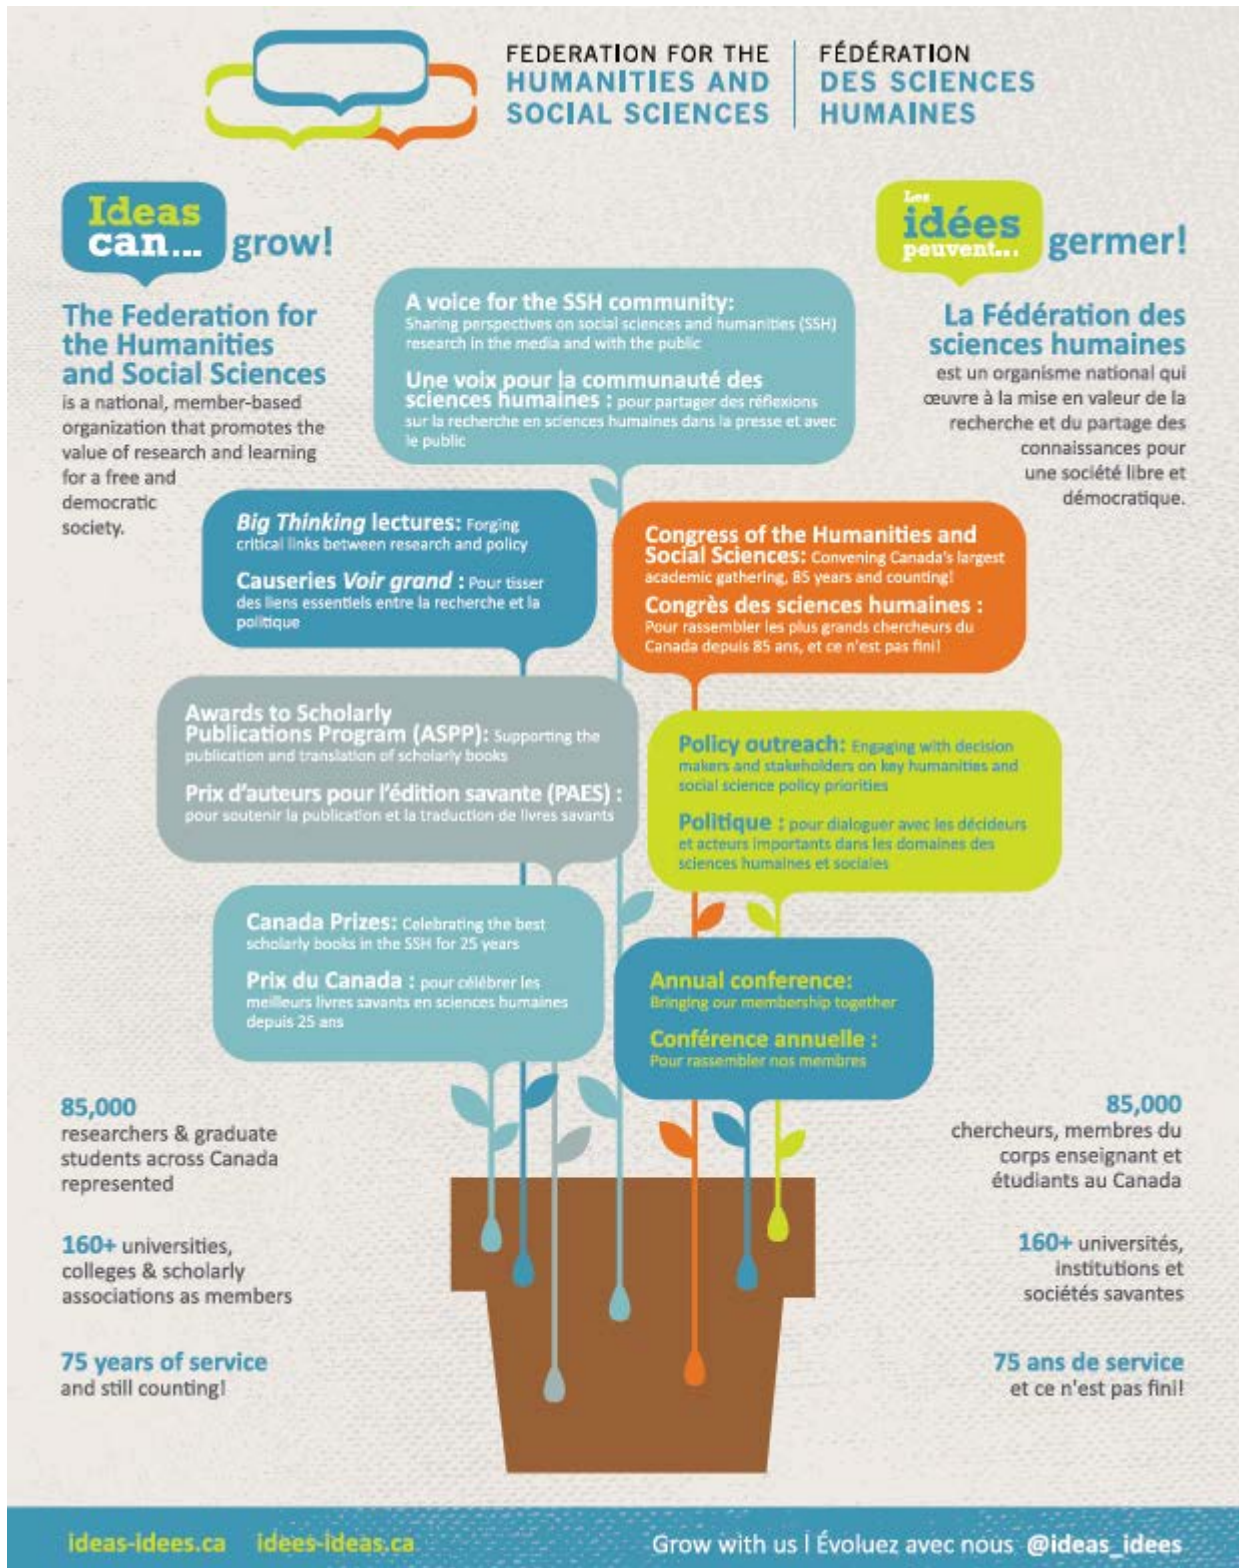 FEDERATION FOR THE
HUMANITIES AND
SOCIAL SCIENCES
FÉDÉRATION
DES SCIENCES
HUMAINES
Ideas
can...
grow!
The Federation for
the Humanities
and Social Sciences
is a national, member-based
organization that promotes the
value of research and learning
for a free and
democratic
society.
Les
idées
peuvent...
germer!
La Fédération des
sciences humaines
est un organisme national qui
œuvre à la mise en valeur de la
recherche et du partage des
connaissances pour
une société libre et
démocratique.
A voice for the SSH community:
Sharing perspectives on social sciences and humanities (SSH)
research in the media and with the public
Une voix pour la communauté des
sciences humaines : pour partager des réflexions
sur la recherche en sciences humaines dans la presse et avec
le public
Big Thinking lectures: Forging
critical links between research and policy
Causeries Voir grand : Pour tisser
des liens essentiels entre la recherche et la
politique
Congress of the Humanities and
Social Sciences: Convening Canada's largest
academic gathering, 85 years and counting!
Congrès des sciences humaines :
Pour rassembler les plus grands chercheurs du
Canada depuis 85 ans, et ce n'est pas fini!
Awards to Scholarly
Publications Program (ASPP): Supporting the
publication and translation of scholarly books
Prix d'auteurs pour l'édition savante (PAES) :
pour soutenir la publication et la traduction de livres savants
Policy outreach: Engaging with decision
makers and stakeholders on key humanities and
social science policy priorities
Politique : pour dialoguer avec les décideurs
et acteurs importants dans les domaines des
sciences humaines et sociales
Canada Prizes: Celebrating the best
scholarly books in the SSH for 25 years
Prix du Canada : pour célébrer les
meilleurs livres savants en sciences humaines
depuis 25 ans
Annual conference:
Bringing our membership together
Conférence annuelle :
Pour rassembler nos membres
85,000
researchers & graduate
students across Canada
represented
160+ universities,
colleges & scholarly
associations as members
75 years of service
and still counting!
85,000
chercheurs, membres du
corps enseignant et
étudiants au Canada
160+ universités,
institutions et
sociétés savantes
75 ans de service
et ce n'est pas fini!
ideas-idees.ca idees-ideas.ca
Grow with us | Évoluez avec nous @ideas_idees